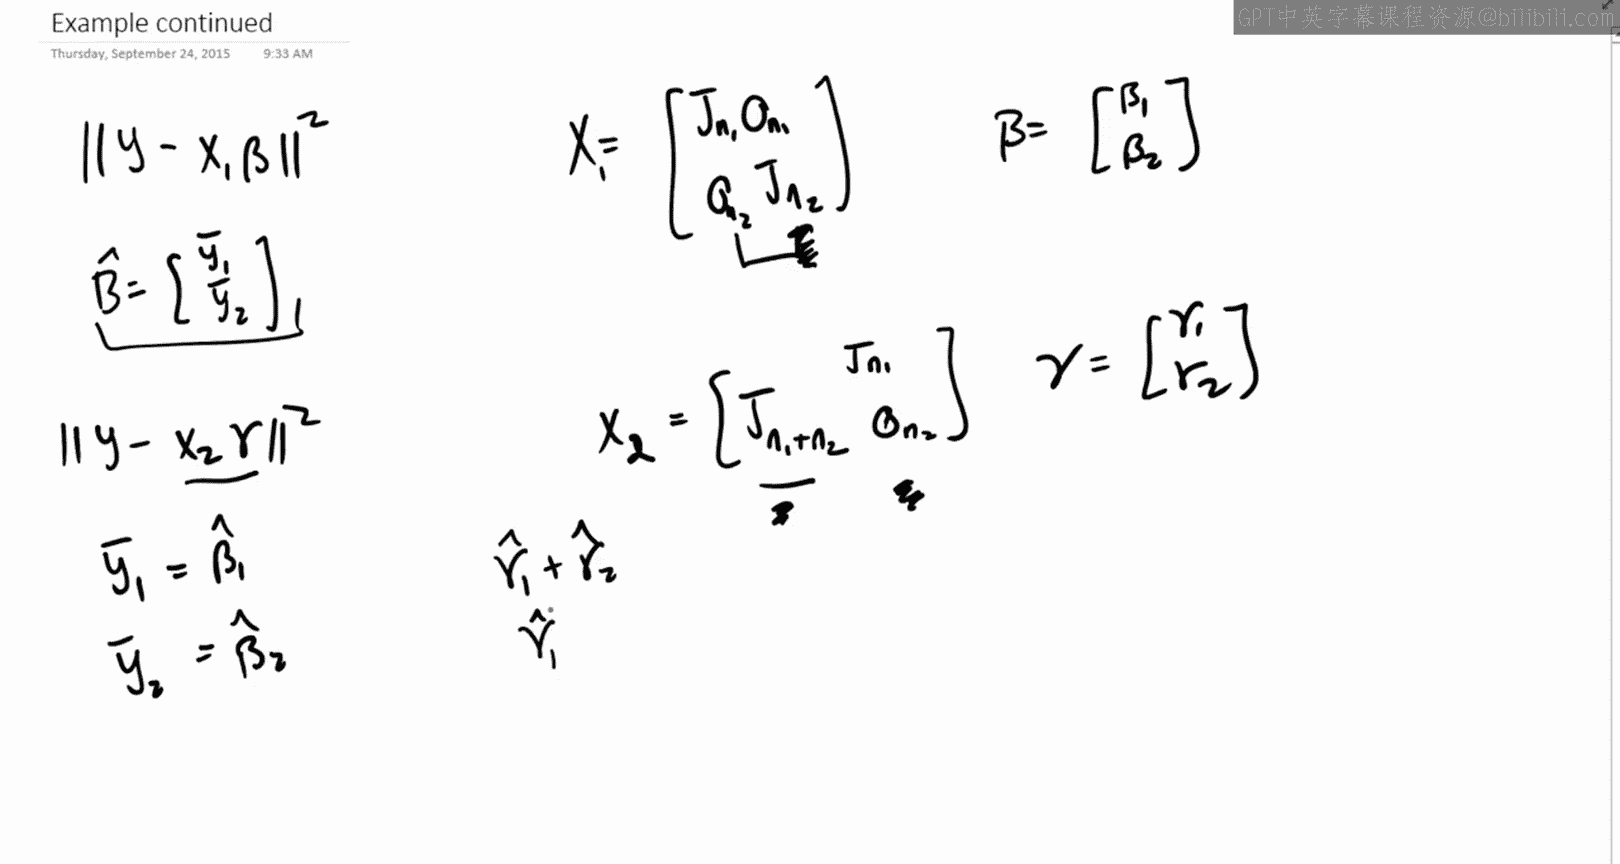 Example continued
GPT中英字幕课程资源@bilibili.com
Thursday, September 24, 2015 9:33 AM
||y - x₁β||²
X₁ = [J_{n₁} 0_{n₁}
0_{n₂} J_{n₂}]
β = [β₁
β₂]
β̂ = [ȳ₁
ȳ₂]
||y - x₂γ||²
x₂ = [J_{n₁+n₂} J_{n₁}
0_{n₂}]
γ = [γ₁
γ₂]
ȳ₁ = β̂₁ γ̂₁ + γ̂₂
ȳ₂ = β̂₂ γ̂₁